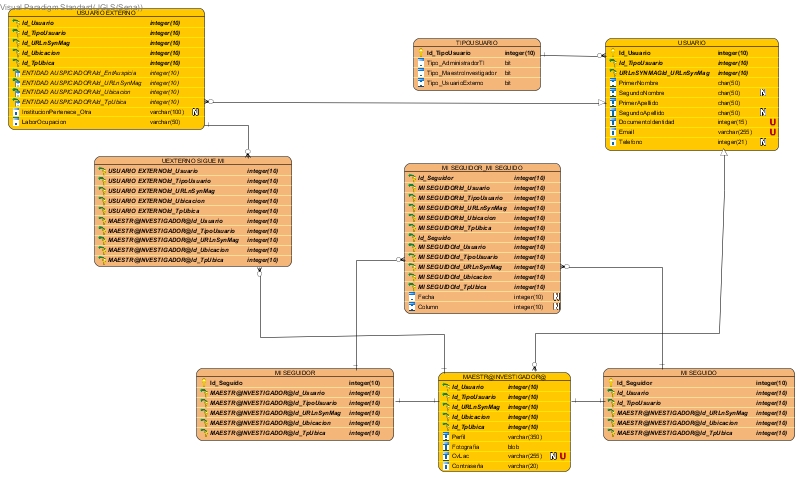 Visual Paradigm Standard(JGLS(Sena))
USUARIO EXTERNO
Id_Usuario integer(10)
Id_TipoUsuario integer(10)
Id_URLnSynMag integer(10)
Id_Ubicacion integer(10)
Id_TpUbica integer(10)
ENTIDAD AUSPICIADORAId_EntAuspicia integer(10)
ENTIDAD AUSPICIADORAId_URLnSynMag integer(10)
ENTIDAD AUSPICIADORAId_Ubicacion integer(10)
ENTIDAD AUSPICIADORAId_TpUbica integer(10)
InstitucionPertenece_Otra varchar(100) N
LaborOcupacion varchar(50)
TIPOUSUARIO
Id_TipoUsuario integer(10)
Tipo_AdministradorTI bit
Tipo_MaestroInvestigador bit
Tipo_UsuarioExterno bit
USUARIO
Id_Usuario integer(10)
Id_TipoUsuario integer(10)
URLnSYNMAGId_URLnSynMag integer(10)
PrimerNombre char(50)
SegundoNombre char(50) N
PrimerApellido char(50)
SegundoApellido char(50) N
DocumentoIdentidad integer(15) U
Email varchar(255) U
Telefono integer(21) N
UEXTERNO SIGUE MI
USUARIO EXTERNOId_Usuario integer(10)
USUARIO EXTERNOId_TipoUsuario integer(10)
USUARIO EXTERNOId_URLnSynMag integer(10)
USUARIO EXTERNOId_Ubicacion integer(10)
USUARIO EXTERNOId_TpUbica integer(10)
MAESTR@INVESTIGADOR@Id_Usuario integer(10)
MAESTR@INVESTIGADOR@Id_TipoUsuario integer(10)
MAESTR@INVESTIGADOR@Id_URLnSynMag integer(10)
MAESTR@INVESTIGADOR@Id_Ubicacion integer(10)
MAESTR@INVESTIGADOR@Id_TpUbica integer(10)
MI SEGUIDOR_MI SEGUIDO
Id_Seguidor integer(10)
MI SEGUIDORId_Usuario integer(10)
MI SEGUIDORId_TipoUsuario integer(10)
MI SEGUIDORId_URLnSynMag integer(10)
MI SEGUIDORId_Ubicacion integer(10)
MI SEGUIDORId_TpUbica integer(10)
Id_Seguido integer(10)
MI SEGUIDOId_Usuario integer(10)
MI SEGUIDOId_TipoUsuario integer(10)
MI SEGUIDOId_URLnSynMag integer(10)
MI SEGUIDOId_Ubicacion integer(10)
MI SEGUIDOId_TpUbica integer(10)
Fecha integer(10) N
Column integer(10) N
MI SEGUIDOR
Id_Seguido integer(10)
MAESTR@INVESTIGADOR@Id_Usuario integer(10)
MAESTR@INVESTIGADOR@Id_TipoUsuario integer(10)
MAESTR@INVESTIGADOR@Id_URLnSynMag integer(10)
MAESTR@INVESTIGADOR@Id_Ubicacion integer(10)
MAESTR@INVESTIGADOR@Id_TpUbica integer(10)
MAESTR@INVESTIGADOR@
Id_Usuario integer(10)
Id_TipoUsuario integer(10)
Id_URLnSynMag integer(10)
Id_Ubicacion integer(10)
Id_TpUbica integer(10)
Perfil varchar(350)
Fotografia blob
CvLac varchar(255) N U
Contraseña varchar(20)
MI SEGUIDO
Id_Seguidor integer(10)
Id_Usuario integer(10)
Id_TipoUsuario integer(10)
MAESTR@INVESTIGADOR@Id_URLnSynMag integer(10)
MAESTR@INVESTIGADOR@Id_Ubicacion integer(10)
MAESTR@INVESTIGADOR@Id_TpUbica integer(10)